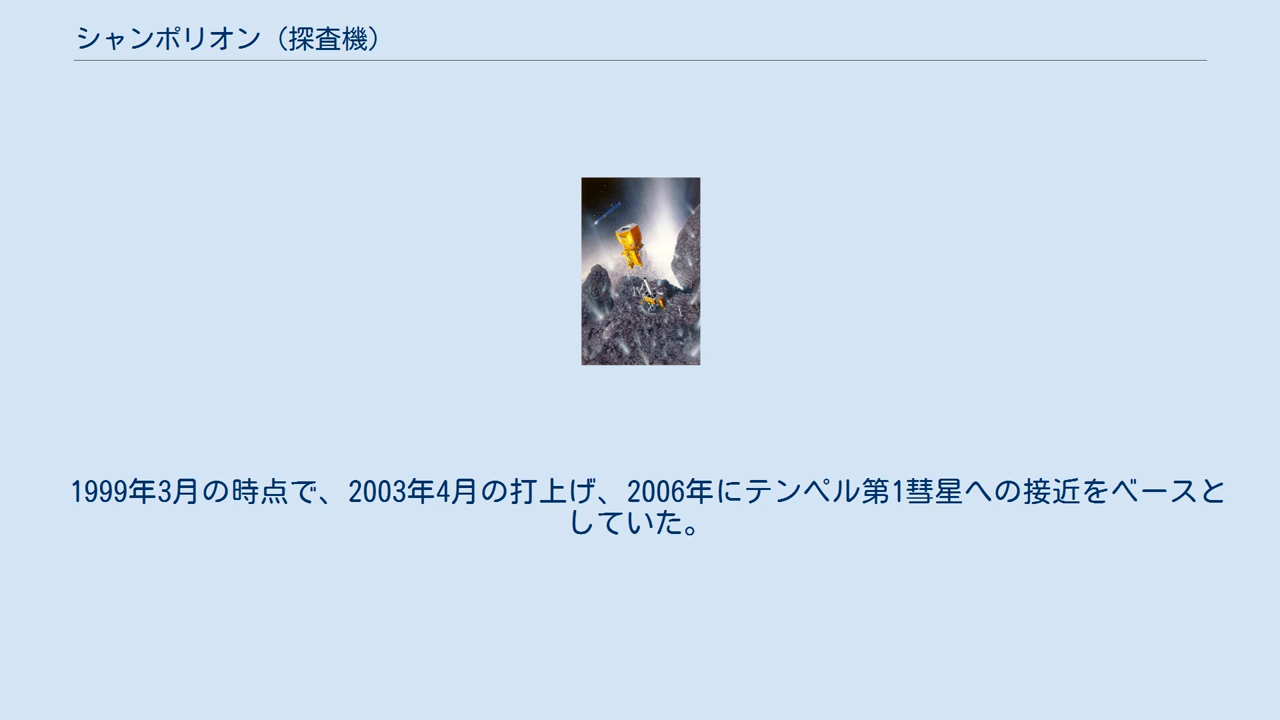 シャンポリオン（探査機）
1999年3月の時点で、2003年4月の打上げ、2006年にテンペル第1彗星への接近をベースと
していた。